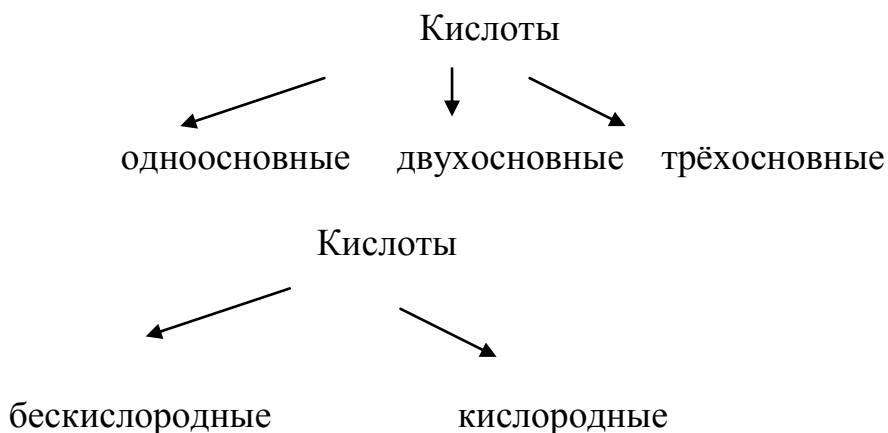 Кислоты
одноосновные двухосновные трёхосновные
Кислоты
бескислородные кислородные